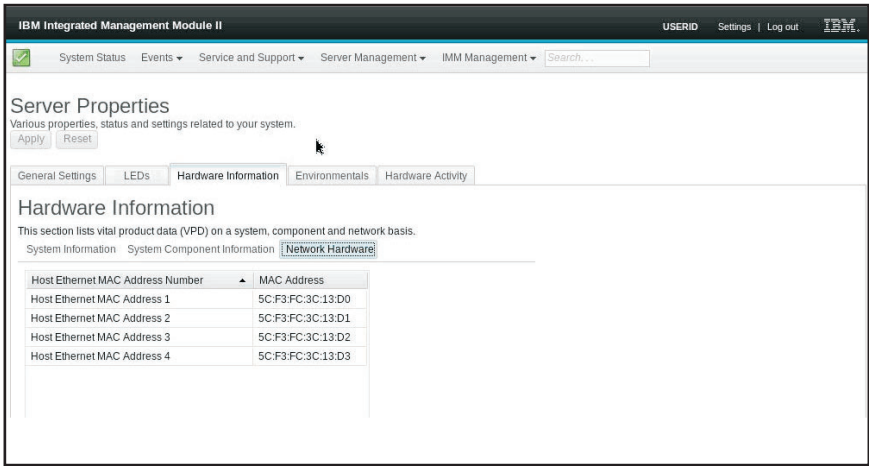 IBM Integrated Management Module II
USERID Settings | Log out IBM.
System Status Events Service and Support Server Management IMM Management Search...
Server Properties
Various properties, status and settings related to your system.
Apply Reset
General Settings LEDs Hardware Information Environmentals Hardware Activity
Hardware Information
This section lists vital product data (VPD) on a system, component and network basis.
System Information System Component Information Network Hardware
Host Ethernet MAC Address Number MAC Address
Host Ethernet MAC Address 1 5C:F3:FC:3C:13:D0
Host Ethernet MAC Address 2 5C:F3:FC:3C:13:D1
Host Ethernet MAC Address 3 5C:F3:FC:3C:13:D2
Host Ethernet MAC Address 4 5C:F3:FC:3C:13:D3